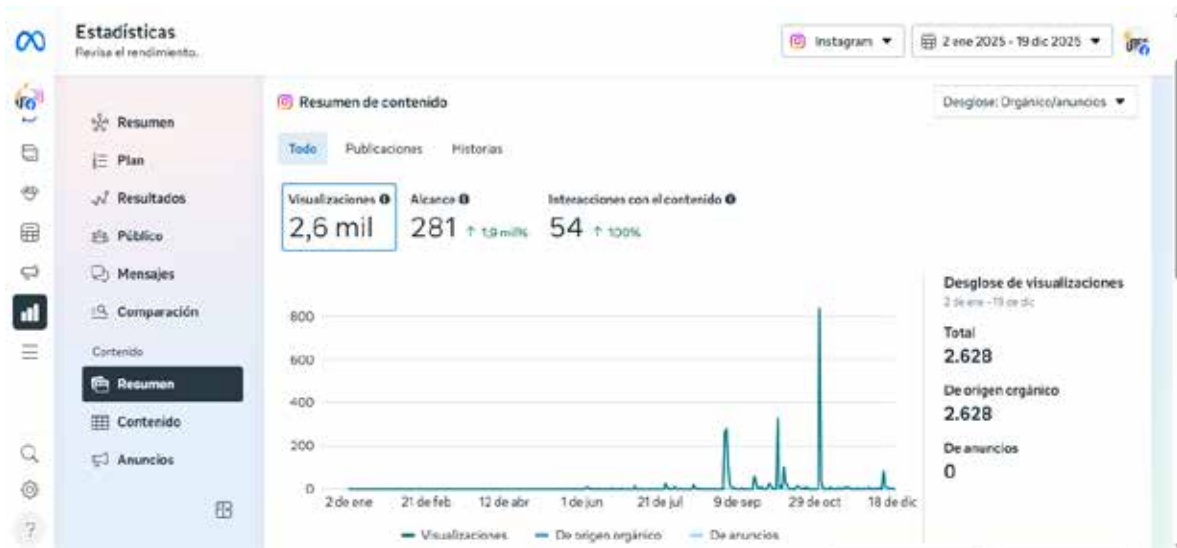 Estadísticas
Revisa el rendimiento.
Instagram
2 ene 2025 - 19 dic 2025
Resumen de contenido
Desglose: Orgánico/anuncios
Resumen
Plan
Resultados
Público
Mensajes
Comparación
Contenido
Resumen
Contenido
Anuncios
Todo Publicaciones Historias
Visualizaciones Alcance Interacciones con el contenido
2,6 mil 281 ↑ 1,9 mil% 54 ↑ 100%
800
600
400
200
0
2 de ene 21 de feb 12 de abr 1 de jun 21 de jul 9 de sep 29 de oct 18 de dic
Visualizaciones De origen orgánico De anuncios
Desglose de visualizaciones
2 de ene - 19 de dic
Total
2.628
De origen orgánico
2.628
De anuncios
0
?